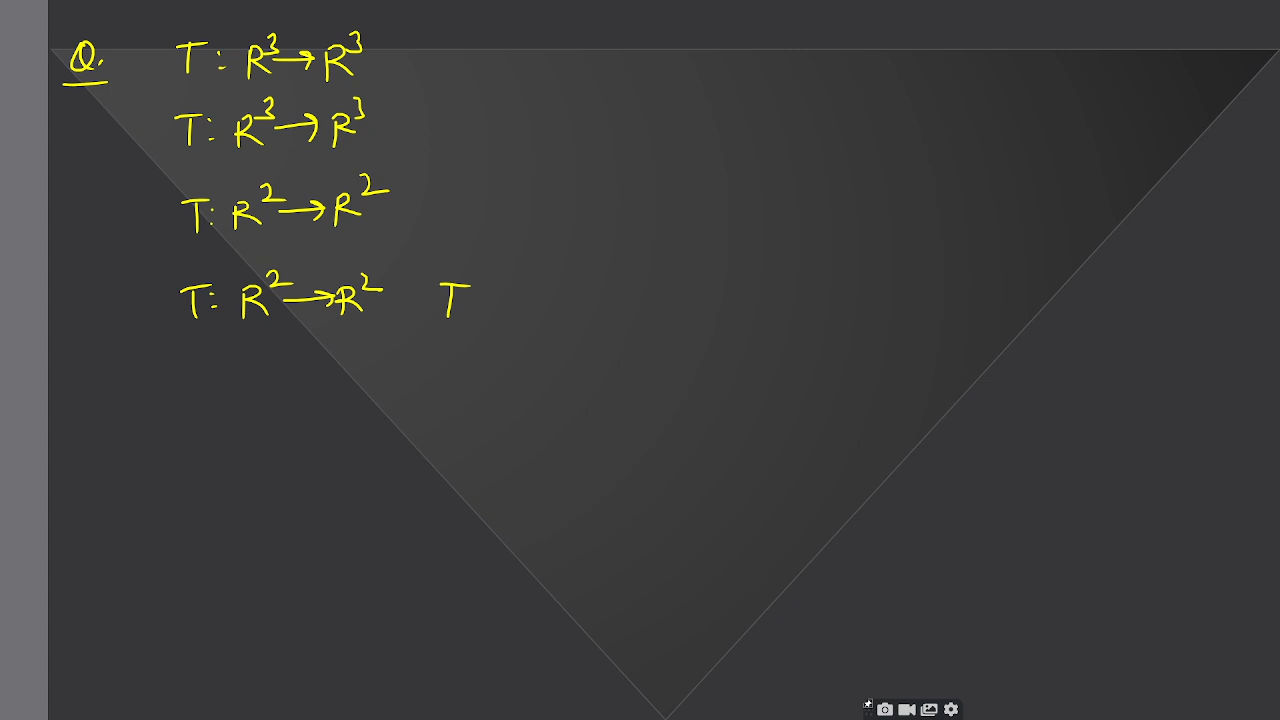 Q. T: R³→R³
T: R³→R³
T: R²→R²
T: R²→R² T